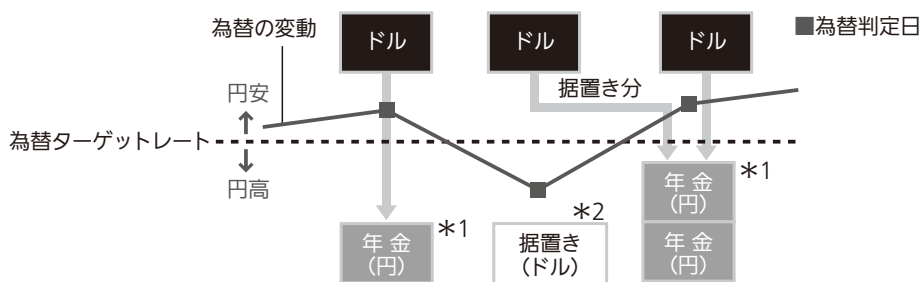 為替の変動
ドル
ドル
ドル
■為替判定日
円安
据置き分
為替ターゲットレート
円高
年金
(円)
＊1
＊2
据置き
(ドル)
年金
(円)
＊1
年金
(円)